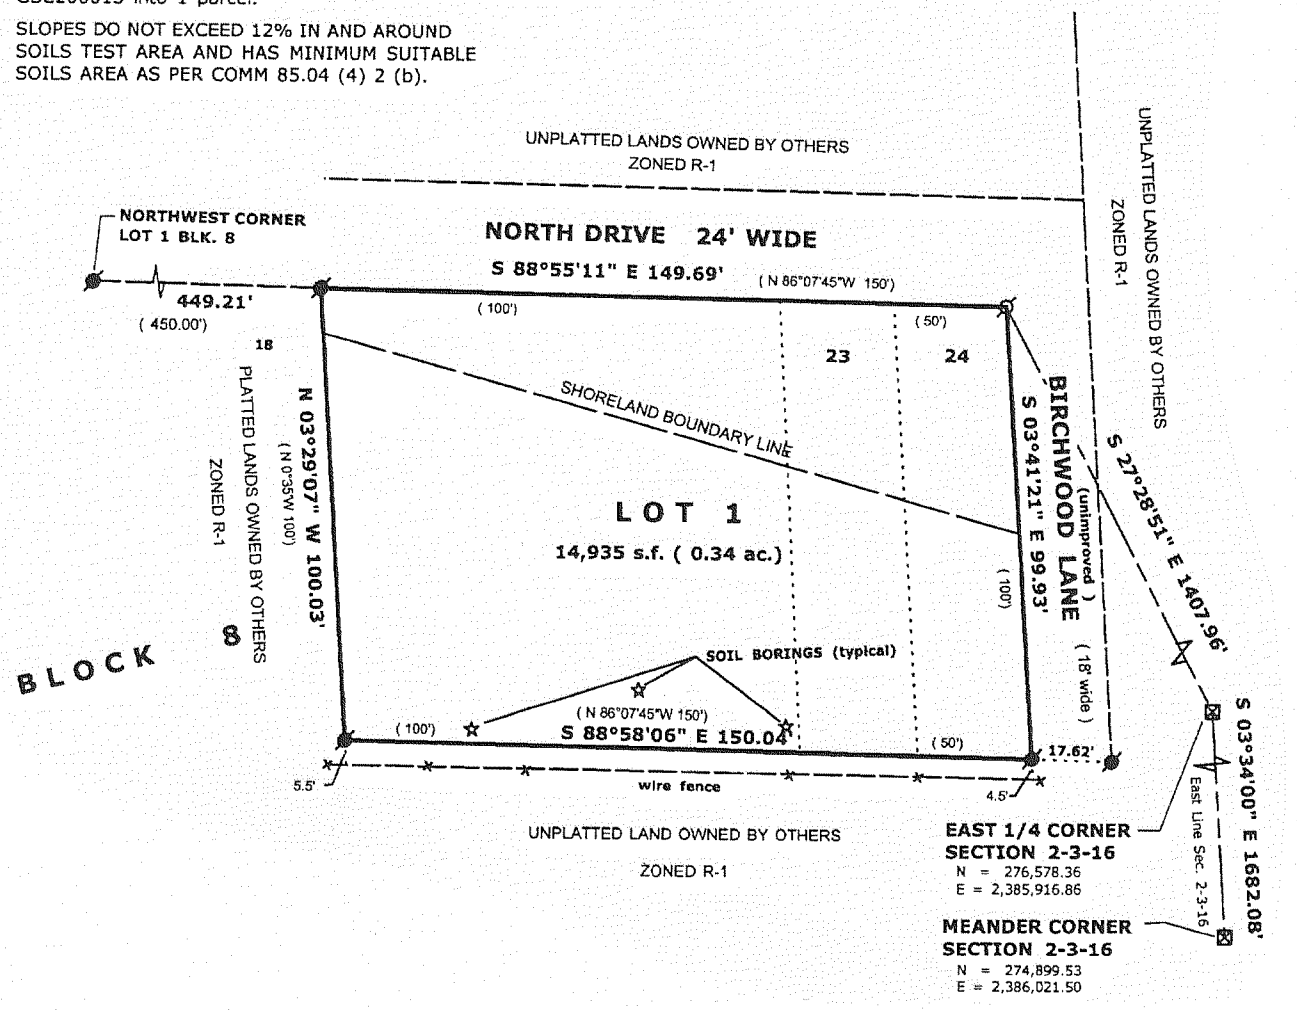 SLOPES DO NOT EXCEED 12% IN AND AROUND
SOILS TEST AREA AND HAS MINIMUM SUITABLE
SOILS AREA AS PER COMM 85.04 (4) 2 (b).
UNPLATTED LANDS OWNED BY OTHERS
ZONED R-1
NORTHWEST CORNER
LOT 1 BLK. 8
NORTH DRIVE 24' WIDE
S 88°55'11" E 149.69' ( N 86°07'45"W 150')
449.21'
( 450.00')
( 100')
( 50')
18
23
24
PLATTED LANDS OWNED BY OTHERS
ZONED R-1
N 03°29'07" W 100.03'
( N 0°35'W 100')
SHORELAND BOUNDARY LINE
LOT 1
14,935 s.f. ( 0.34 ac.)
S 03°41'21" E 99.93'
( 100')
BIRCHWOOD LANE
(unimproved )
( 18' wide )
UNPLATTED LANDS OWNED BY OTHERS
ZONED R-1
S 27°28'51" E 1407.96'
BLOCK 8
SOIL BORINGS (typical)
( N 86°07'45"W 150')
( 100')
S 88°58'06" E 150.04'
( 50')
17.62'
5.5'
wire fence
4.5'
UNPLATTED LAND OWNED BY OTHERS
ZONED R-1
S 03°34'00" E 1682.08'
East Line Sec. 2-3-16
EAST 1/4 CORNER
SECTION 2-3-16
N = 276,578.36
E = 2,385,916.86
MEANDER CORNER
SECTION 2-3-16
N = 274,899.53
E = 2,386,021.50